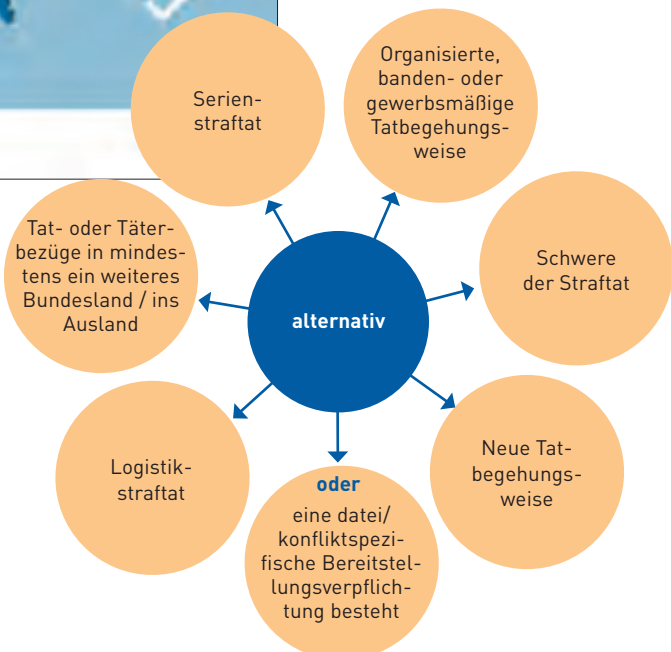 Serien-
straftat
Organisierte,
banden- oder
gewerbsmäßige
Tatbegehungs-
weise
Tat- oder Täter-
bezüge in mindes-
tens ein weiteres
Bundesland / ins
Ausland
Schwere
der Straftat
alternativ
Logistik-
straftat
Neue Tat-
begehungs-
weise
oder
eine datei/
konfliktspezi-
fische Bereitstel-
lungsverpflich-
tung besteht